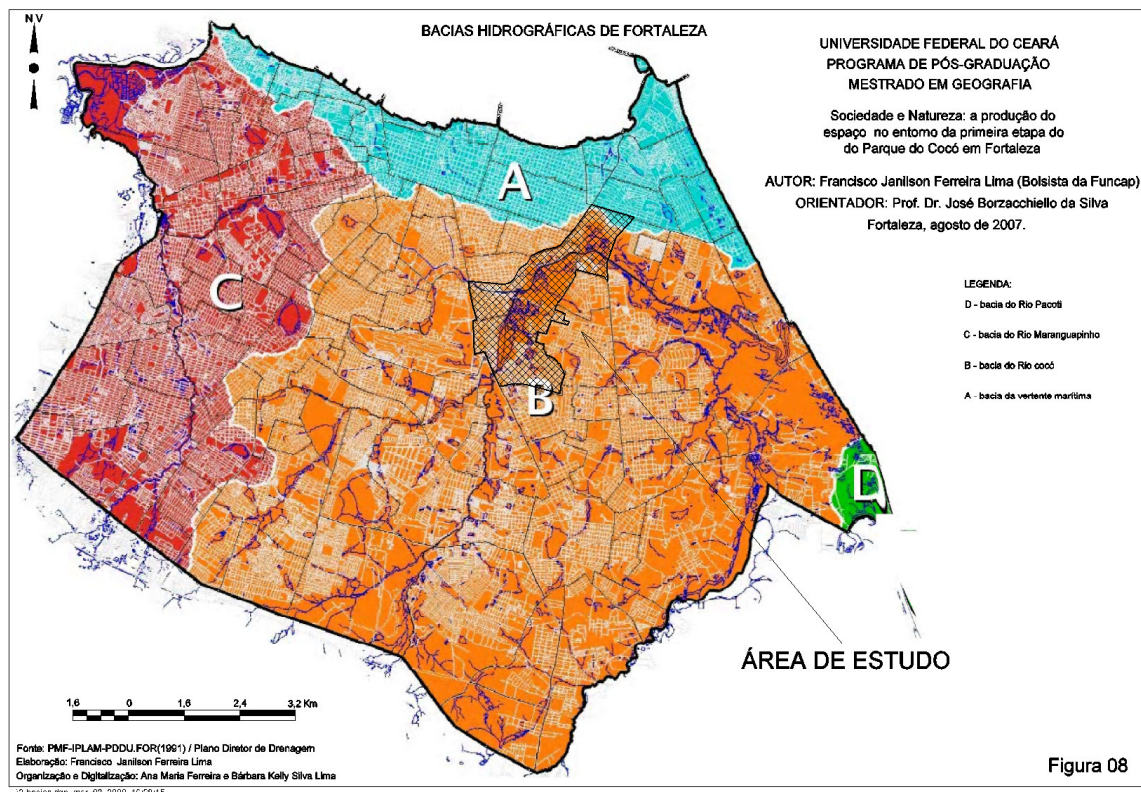 NV
BACIAS HIDROGRÁFICAS DE FORTALEZA
UNIVERSIDADE FEDERAL DO CEARÁ
PROGRAMA DE PÓS-GRADUAÇÃO
MESTRADO EM GEOGRAFIA
Sociedade e Natureza: a produção do
espaço no entorno da primeira etapa do
do Parque do Cocó em Fortaleza
AUTOR: Francisco Janilson Ferreira Lima (Bolsista da Funcap)
ORIENTADOR: Prof. Dr. José Borzacchiello da Silva
Fortaleza, agosto de 2007.
LEGENDA:
D - bacia do Rio Pacoti
C - bacia do Rio Maranguapinho
B - bacia do Rio cocó
A - bacia da vertente marítima
A
C
B
D
ÁREA DE ESTUDO
1,6 0 1,6 2,4 3,2 Km
Fonte: PMF-IPLAM-PDDU.FOR(1991) / Plano Diretor de Drenagem
Elaboração: Francisco Janilson Ferreira Lima
Organização e Digitalização: Ana Maria Ferreira e Bárbara Kelly Silva Lima
Figura 08